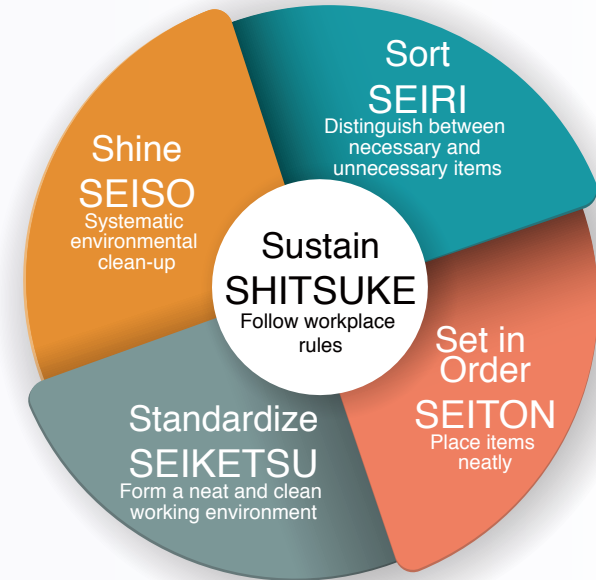 Sort
SEIRI
Distinguish between
necessary and
unnecessary items
Set in
Order
SEITON
Place items
neatly
Standardize
SEIKETSU
Form a neat and clean
working environment
Shine
SEISO
Systematic
environmental
clean-up
Sustain
SHITSUKE
Follow workplace
rules